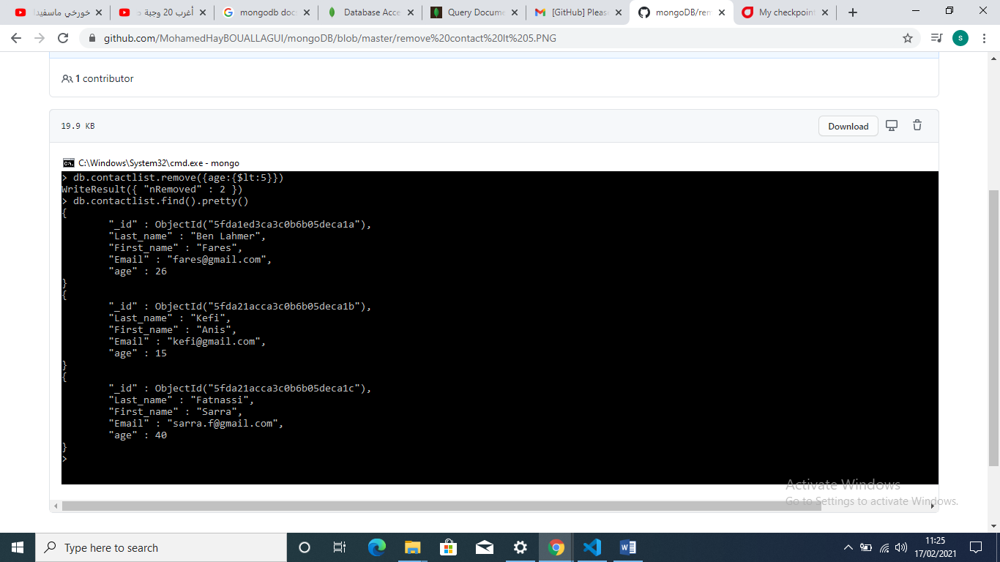 خورخي ماسفيدا
أغرب 20 وجبة
mongodb doc
Database Acce
Query Docume
[GitHub] Pleas
mongoDB/rem
My checkpoint
github.com/MohamedHayBOUALLAGUI/mongoDB/blob/master/remove%20contact%20lt%205.PNG
s
1 contributor
19.9 KB
Download
C:\Windows\System32\cmd.exe - mongo
> db.contactlist.remove({age:{$lt:5}})
WriteResult({ "nRemoved" : 2 })
> db.contactlist.find().pretty()
{
"_id" : ObjectId("5fda1ed3ca3c0b6b05deca1a"),
"Last_name" : "Ben Lahmer",
"First_name" : "Fares",
"Email" : "fares@gmail.com",
"age" : 26
}
{
"_id" : ObjectId("5fda21acca3c0b6b05deca1b"),
"Last_name" : "Kefi",
"First_name" : "Anis",
"Email" : "kefi@gmail.com",
"age" : 15
}
{
"_id" : ObjectId("5fda21acca3c0b6b05deca1c"),
"Last_name" : "Fatnassi",
"First_name" : "Sarra",
"Email" : "sarra.f@gmail.com",
"age" : 40
}
>
Activate Windows
Go to Settings to activate Windows.
Type here to search
11:25
17/02/2021